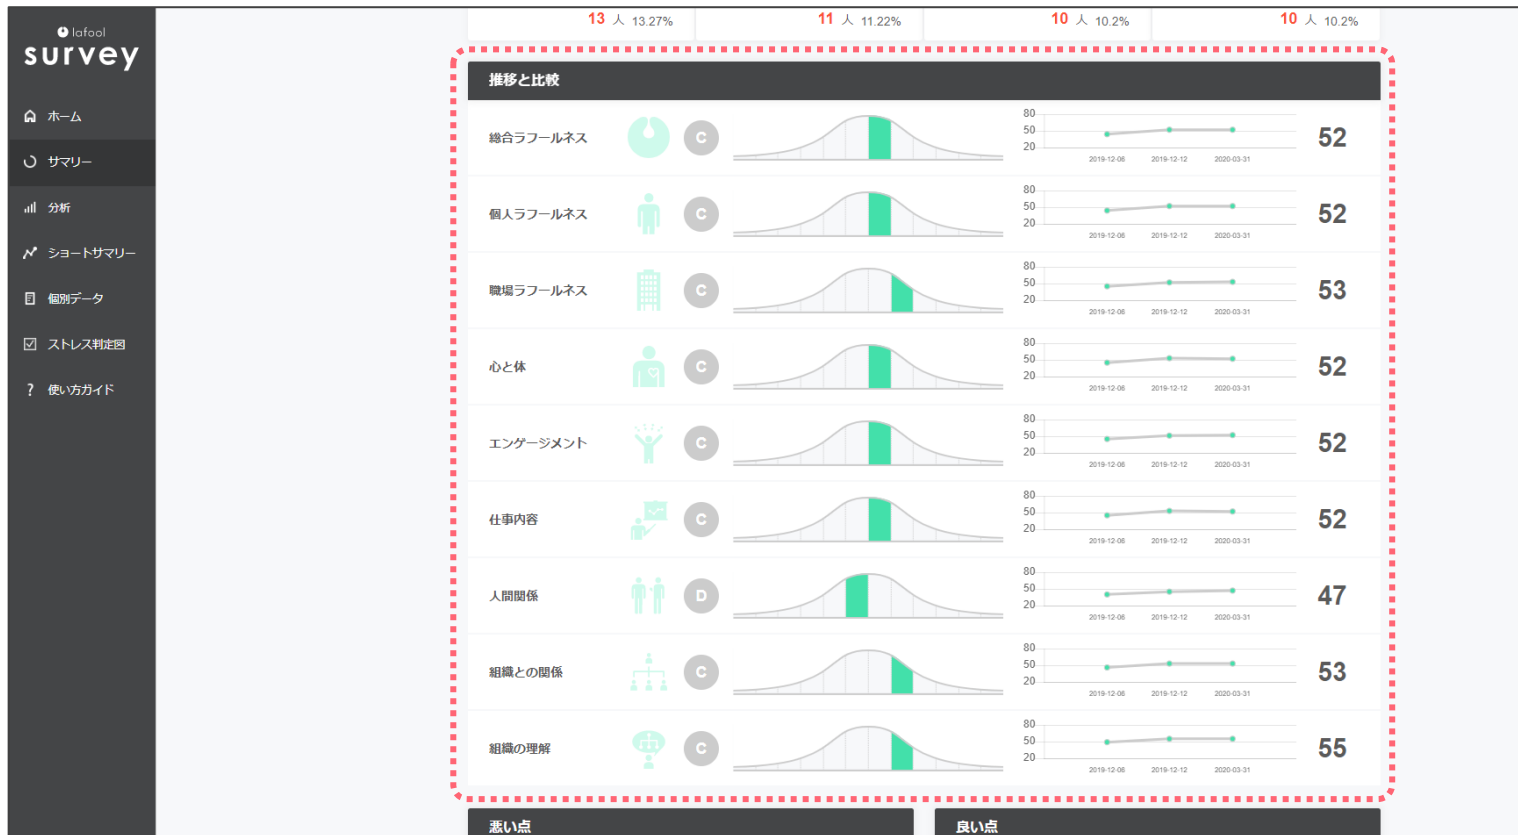 lafool
survey
ホーム
サマリー
分析
ショートサマリー
個別データ
ストレス判定図
? 使い方ガイド
13 人 13.27%
11 人 11.22%
10 人 10.2%
10 人 10.2%
推移と比較
総合ラフールネス C 80 50 20 2019-12-06 2019-12-12 2020-03-31 52
個人ラフールネス C 80 50 20 2019-12-06 2019-12-12 2020-03-31 52
職場ラフールネス C 80 50 20 2019-12-06 2019-12-12 2020-03-31 53
心と体 C 80 50 20 2019-12-06 2019-12-12 2020-03-31 52
エンゲージメント C 80 50 20 2019-12-06 2019-12-12 2020-03-31 52
仕事内容 C 80 50 20 2019-12-06 2019-12-12 2020-03-31 52
人間関係 D 80 50 20 2019-12-06 2019-12-12 2020-03-31 47
組織との関係 C 80 50 20 2019-12-06 2019-12-12 2020-03-31 53
組織の理解 C 80 50 20 2019-12-06 2019-12-12 2020-03-31 55
悪い点
良い点